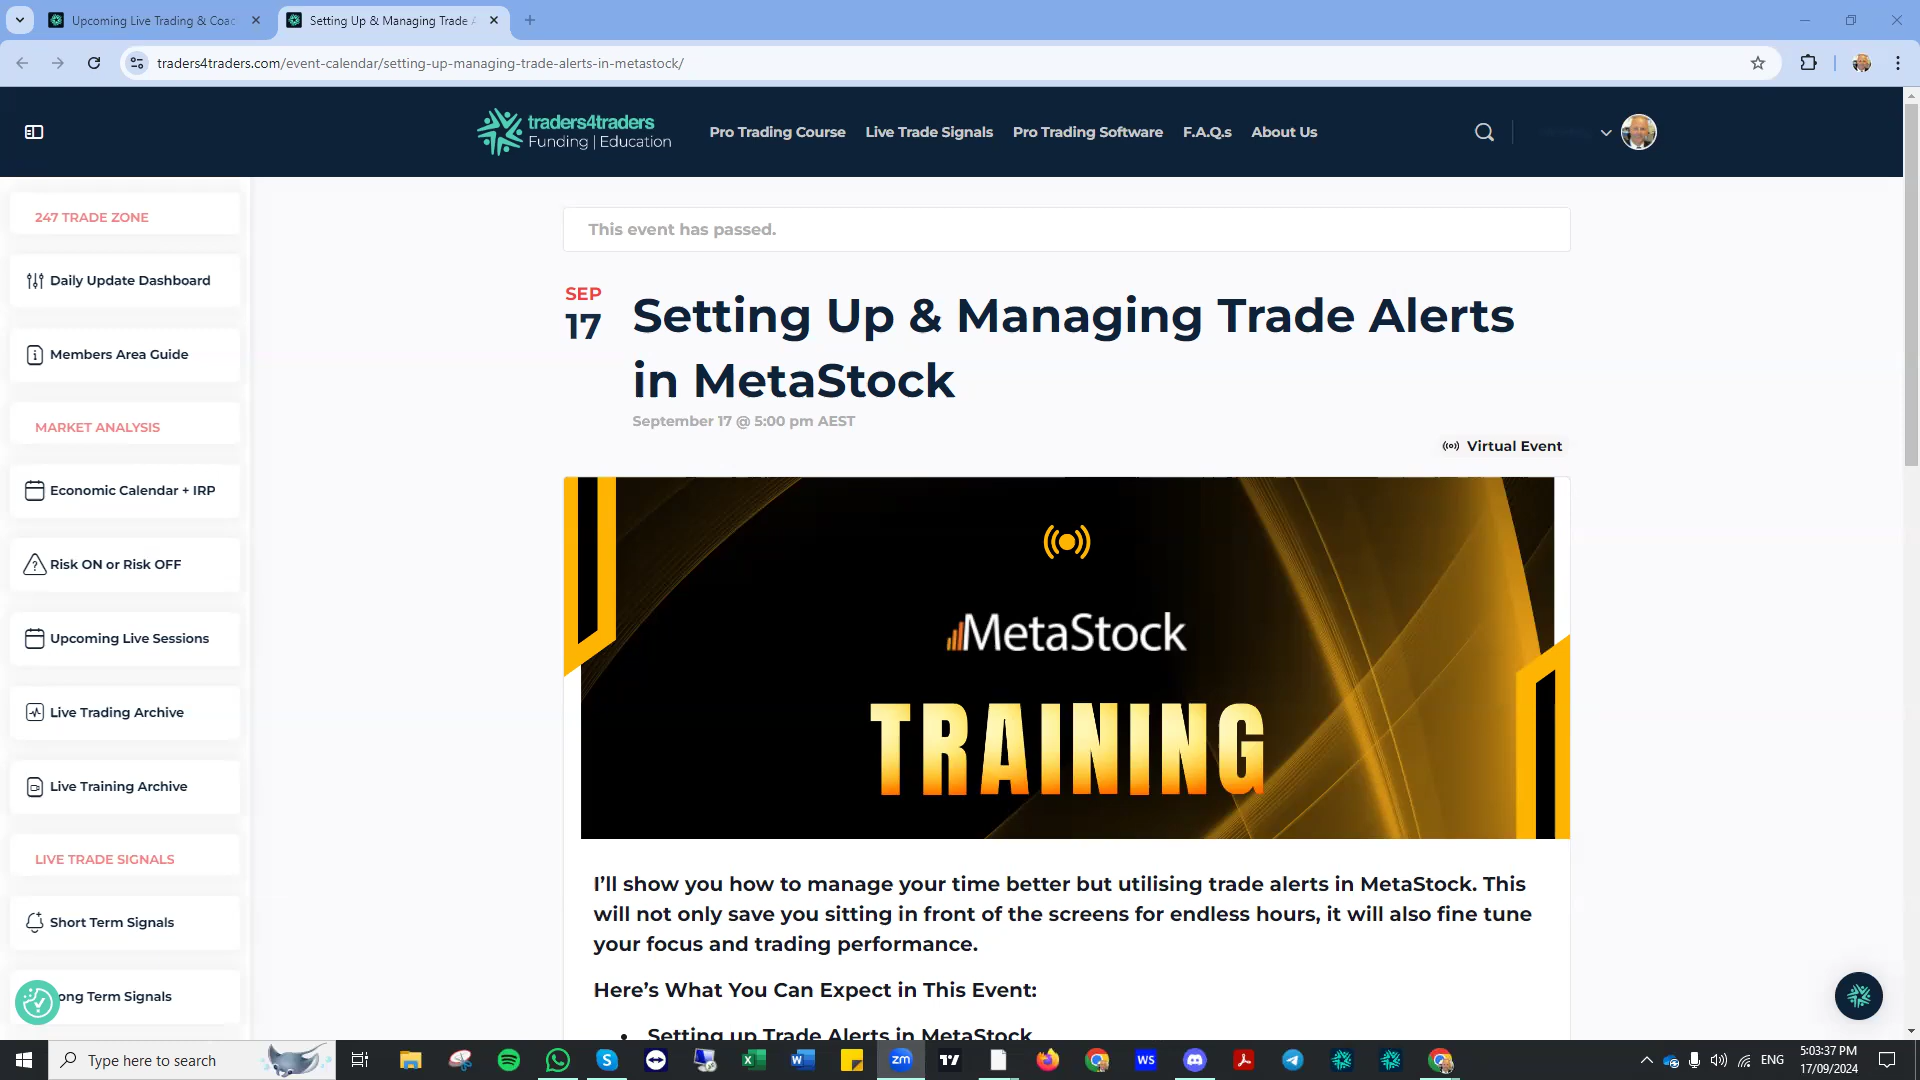 Upcoming Live Trading & Coac
Setting Up & Managing Trade A
traders4traders.com/event-calendar/setting-up-managing-trade-alerts-in-metastock/
traders4traders
Funding | Education
Pro Trading Course
Live Trade Signals
Pro Trading Software
F.A.Q.s
About Us
247 TRADE ZONE
Daily Update Dashboard
Members Area Guide
MARKET ANALYSIS
Economic Calendar + IRP
Risk ON or Risk OFF
Upcoming Live Sessions
Live Trading Archive
Live Training Archive
LIVE TRADE SIGNALS
Short Term Signals
ong Term Signals
This event has passed.
SEP
17
Setting Up & Managing Trade Alerts
in MetaStock
September 17 @ 5:00 pm AEST
Virtual Event
MetaStock
TRAINING
I’ll show you how to manage your time better but utilising trade alerts in MetaStock. This
will not only save you sitting in front of the screens for endless hours, it will also fine tune
your focus and trading performance.
Here’s What You Can Expect in This Event:
• Setting up Trade Alerts in MetaStock
Type here to search
zm
WS
ENG
5:03:37 PM
17/09/2024